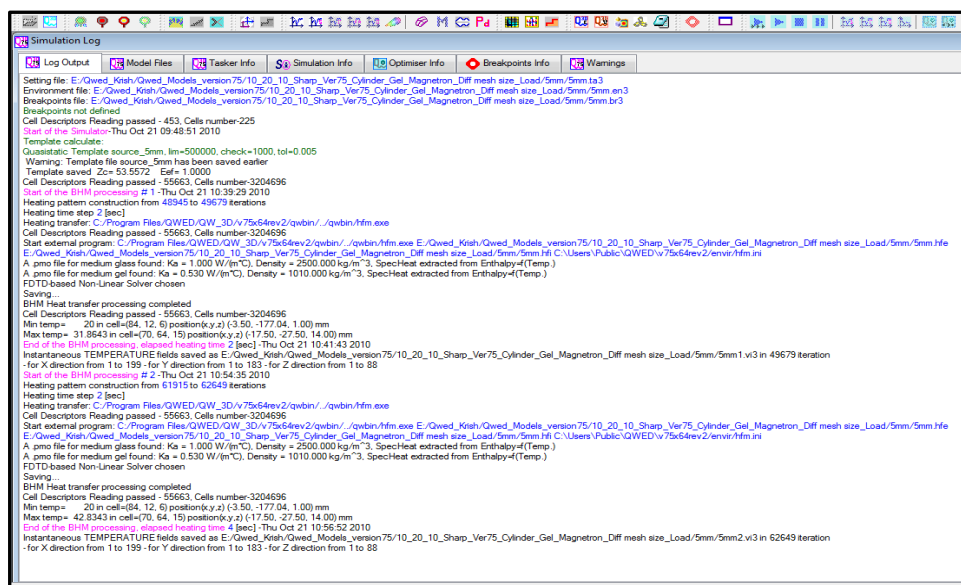 Pd
Simulation Log
Log Output Model Files Tasker Info Simulation Info Optimiser Info Breakpoints Info Warnings
Setting file: E:/Qwed_Krish/Qwed_Models_version75/10_20_10_Sharp_Ver75_Cylinder_Gel_Magnetron_Diff mesh size_Load/5mm/5mm.ta3
Environment file: E:/Qwed_Krish/Qwed_Models_version75/10_20_10_Sharp_Ver75_Cylinder_Gel_Magnetron_Diff mesh size_Load/5mm/5mm.en3
Breakpoints file: E:/Qwed_Krish/Qwed_Models_version75/10_20_10_Sharp_Ver75_Cylinder_Gel_Magnetron_Diff mesh size_Load/5mm/5mm.br3
Breakpoints not defined
Cell Descriptors Reading passed - 453, Cells number-225
Start of the Simulator-Thu Oct 21 09:48:51 2010
Template calculate:
Quasistatic Template source_5mm, lim=500000, check=1000, tol=0.005
Warning: Template file source_5mm has been saved earlier
Template saved Zc= 53.5572 Eef= 1.0000
Cell Descriptors Reading passed - 55663, Cells number-3204696
Start of the BHM processing # 1 -Thu Oct 21 10:39:29 2010
Heating pattern construction from 48945 to 49679 iterations
Heating time step 2 [sec]
Heating transfer: C:/Program Files/QWED/QW_3D/v75x64rev2/qwbin/../qwbin/hfm.exe
Cell Descriptors Reading passed - 55663, Cells number-3204696
Start external program: C:/Program Files/QWED/QW_3D/v75x64rev2/qwbin/../qwbin/hfm.exe E:/Qwed_Krish/Qwed_Models_version75/10_20_10_Sharp_Ver75_Cylinder_Gel_Magnetron_Diff mesh size_Load/5mm/5mm.hfe
E:/Qwed_Krish/Qwed_Models_version75/10_20_10_Sharp_Ver75_Cylinder_Gel_Magnetron_Diff mesh size_Load/5mm/5mm.hfi C:\Users\Public\QWED\v75x64rev2/envir/hfm.ini
A .pmo file for medium glass found: Ka = 1.000 W/(m°C), Density = 2500.000 kg/m^3, SpecHeat extracted from Enthalpy=f(Temp.)
A .pmo file for medium gel found: Ka = 0.530 W/(m°C), Density = 1010.000 kg/m^3, SpecHeat extracted from Enthalpy=f(Temp.)
FDTD-based Non-Linear Solver chosen
Saving...
BHM Heat transfer processing completed
Cell Descriptors Reading passed - 55663, Cells number-3204696
Min temp= 20 in cell=(84, 12, 6) position(x,y,z) (-3.50, -177.04, 1.00) mm
Max temp= 31.8643 in cell=(70, 64, 15) position(x,y,z) (-17.50, -27.50, 14.00) mm
End of the BHM processing, elapsed heating time 2 [sec] -Thu Oct 21 10:41:43 2010
Instantaneous TEMPERATURE fields saved as E:/Qwed_Krish/Qwed_Models_version75/10_20_10_Sharp_Ver75_Cylinder_Gel_Magnetron_Diff mesh size_Load/5mm/5mm1.vi3 in 49679 iteration
-for X direction from 1 to 199 -for Y direction from 1 to 183 -for Z direction from 1 to 88
Start of the BHM processing # 2 -Thu Oct 21 10:54:35 2010
Heating pattern construction from 61915 to 62649 iterations
Heating time step 2 [sec]
Heating transfer: C:/Program Files/QWED/QW_3D/v75x64rev2/qwbin/../qwbin/hfm.exe
Cell Descriptors Reading passed - 55663, Cells number-3204696
Start external program: C:/Program Files/QWED/QW_3D/v75x64rev2/qwbin/../qwbin/hfm.exe E:/Qwed_Krish/Qwed_Models_version75/10_20_10_Sharp_Ver75_Cylinder_Gel_Magnetron_Diff mesh size_Load/5mm/5mm.hfe
E:/Qwed_Krish/Qwed_Models_version75/10_20_10_Sharp_Ver75_Cylinder_Gel_Magnetron_Diff mesh size_Load/5mm/5mm.hfi C:\Users\Public\QWED\v75x64rev2/envir/hfm.ini
A .pmo file for medium glass found: Ka = 1.000 W/(m°C), Density = 2500.000 kg/m^3, SpecHeat extracted from Enthalpy=f(Temp.)
A .pmo file for medium gel found: Ka = 0.530 W/(m°C), Density = 1010.000 kg/m^3, SpecHeat extracted from Enthalpy=f(Temp.)
FDTD-based Non-Linear Solver chosen
Saving...
BHM Heat transfer processing completed
Cell Descriptors Reading passed - 55663, Cells number-3204696
Min temp= 20 in cell=(84, 12, 6) position(x,y,z) (-3.50, -177.04, 1.00) mm
Max temp= 42.8343 in cell=(70, 64, 15) position(x,y,z) (-17.50, -27.50, 14.00) mm
End of the BHM processing, elapsed heating time 4 [sec] -Thu Oct 21 10:56:52 2010
Instantaneous TEMPERATURE fields saved as E:/Qwed_Krish/Qwed_Models_version75/10_20_10_Sharp_Ver75_Cylinder_Gel_Magnetron_Diff mesh size_Load/5mm/5mm2.vi3 in 62649 iteration
-for X direction from 1 to 199 -for Y direction from 1 to 183 -for Z direction from 1 to 88